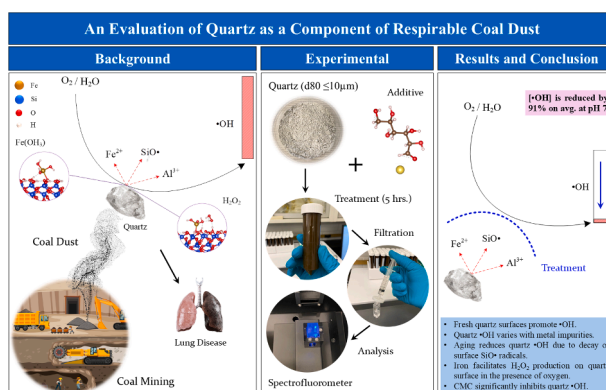 An Evaluation of Quartz as a Component of Respirable Coal Dust
Background
O2 / H2O
Fe
Si
O
H
•OH
Fe(OH4)
Fe2+
SiO•
Al3+
H2O2
Quartz
Coal Dust
Lung Disease
Coal Mining
Experimental
Quartz (d80 ≤10μm)
Additive
+
Treatment (5 hrs.)
Filtration
Analysis
Spectrofluorometer
Results and Conclusion
[•OH] is reduced by
91% on avg. at pH 7
O2 / H2O
•OH
Fe2+
SiO•
Al3+
Treatment
• Fresh quartz surfaces promote •OH.
• Quartz •OH varies with metal impurities.
• Aging reduces quartz •OH due to decay o
surface SiO• radicals.
• Iron facilitates H2O2 production on quart
surface in the presence of oxygen.
• CMC significantly inhibits quartz •OH.